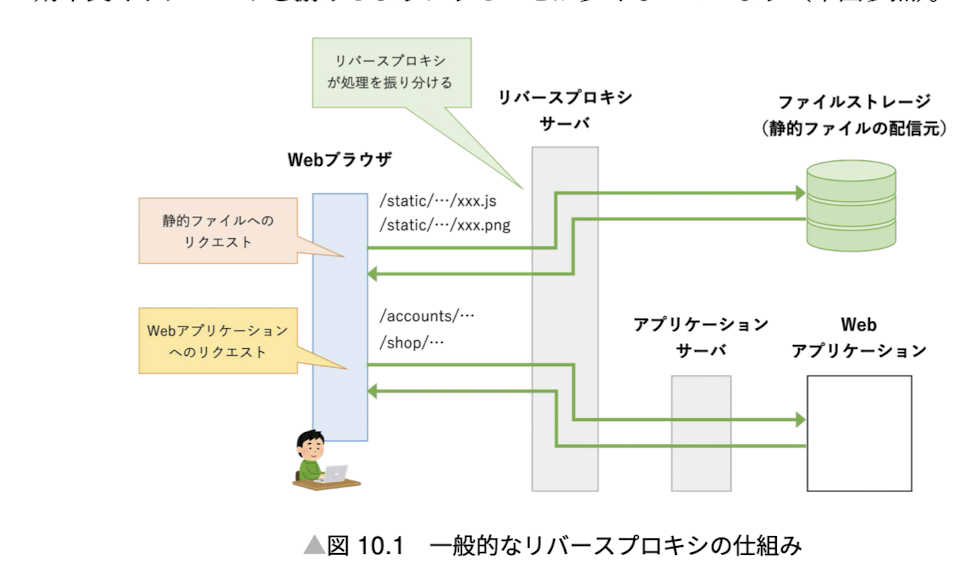 リバースプロキシ
が処理を振り分ける
リバースプロキシ
サーバ
ファイルストレージ
（静的ファイルの配信元）
Webブラウザ
/static/…/xxx.js
/static/…/xxx.png
静的ファイルへの
リクエスト
/accounts/…
/shop/…
Webアプリケーション
へのリクエスト
アプリケーション
サーバ
Web
アプリケーション
▲図 10.1　一般的なリバースプロキシの仕組み